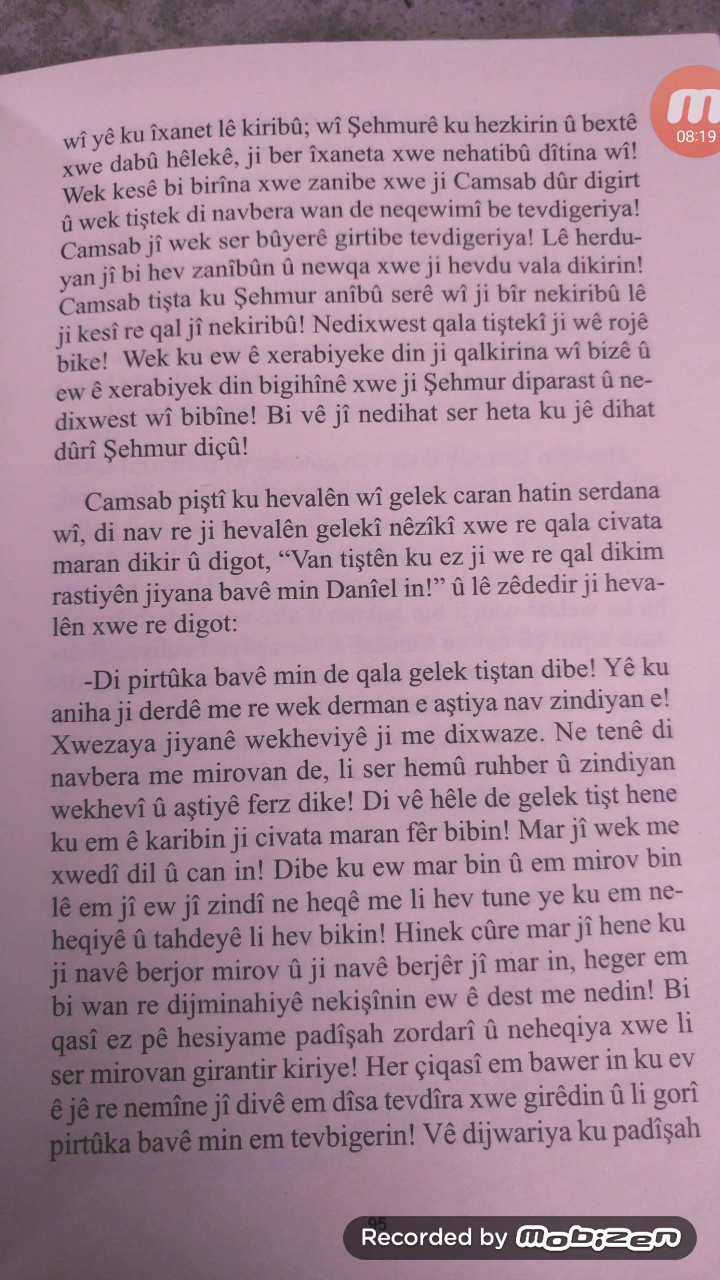 wî yê ku îxanet lê kiribû; wî Şehmurê ku hezkirin û bextê
08:19
xwe dabû hêlekê, ji ber îxaneta xwe nehatibû dîtina wî!
Wek kesê bi birîna xwe zanibe xwe ji Camsab dûr digirt
û wek tiştek di navbera wan de neqewimî be tevdigeriya!
Camsab jî wek ser bûyerê girtibe tevdigeriya! Lê herdu-
yan jî bi hev zanîbûn û newqa xwe ji hevdu vala dikirin!
Camsab tişta ku Şehmur anîbû serê wî ji bîr nekiribû lê
ji kesî re qal jî nekiribû! Nedixwest qala tiştekî ji wê rojê
bike! Wek ku ew ê xerabiyeke din ji qalkirina wî bizê û
ew ê xerabiyek din bigihînê xwe ji Şehmur diparast û ne-
dixwest wî bibîne! Bi vê jî nedihat ser heta ku jê dihat
dûrî Şehmur diçû!
Camsab piştî ku hevalên wî gelek caran hatin serdana
wî, di nav re ji hevalên gelekî nêzîkî xwe re qala civata
maran dikir û digot, “Van tiştên ku ez ji we re qal dikim
rastiyên jiyana bavê min Danîel in!” û lê zêdedir ji heva-
lên xwe re digot:
-Di pirtûka bavê min de qala gelek tiştan dibe! Yê ku
aniha ji derdê me re wek derman e aştiya nav zindiyan e!
Xwezaya jiyanê wekheviyê ji me dixwaze. Ne tenê di
navbera me mirovan de, li ser hemû ruhber û zindiyan
wekhevî û aştiyê ferz dike! Di vê hêle de gelek tişt hene
ku em ê karibin ji civata maran fêr bibin! Mar jî wek me
xwedî dil û can in! Dibe ku ew mar bin û em mirov bin
lê em jî ew jî zindî ne heqê me li hev tune ye ku em ne-
heqiyê û tahdeyê li hev bikin! Hinek cûre mar jî hene ku
ji navê berjor mirov û ji navê berjêr jî mar in, heger em
bi wan re dijminahiyê nekişînin ew ê dest me nedin! Bi
qasî ez pê hesiyame padîşah zordarî û neheqiya xwe li
ser mirovan girantir kiriye! Her çiqasî em bawer in ku ev
ê jê re nemîne jî divê em dîsa tevdîra xwe girêdin û li gorî
pirtûka bavê min em tevbigerin! Vê dijwariya ku padîşah
95
Recorded by mobizen